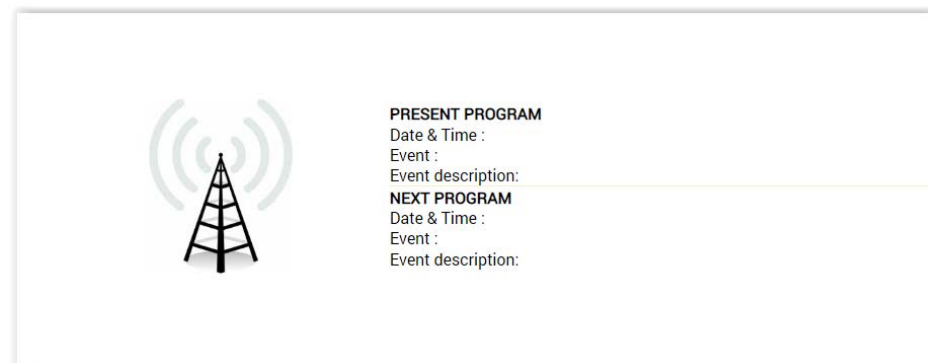 PRESENT PROGRAM
Date & Time :
Event :
Event description:
NEXT PROGRAM
Date & Time :
Event :
Event description: